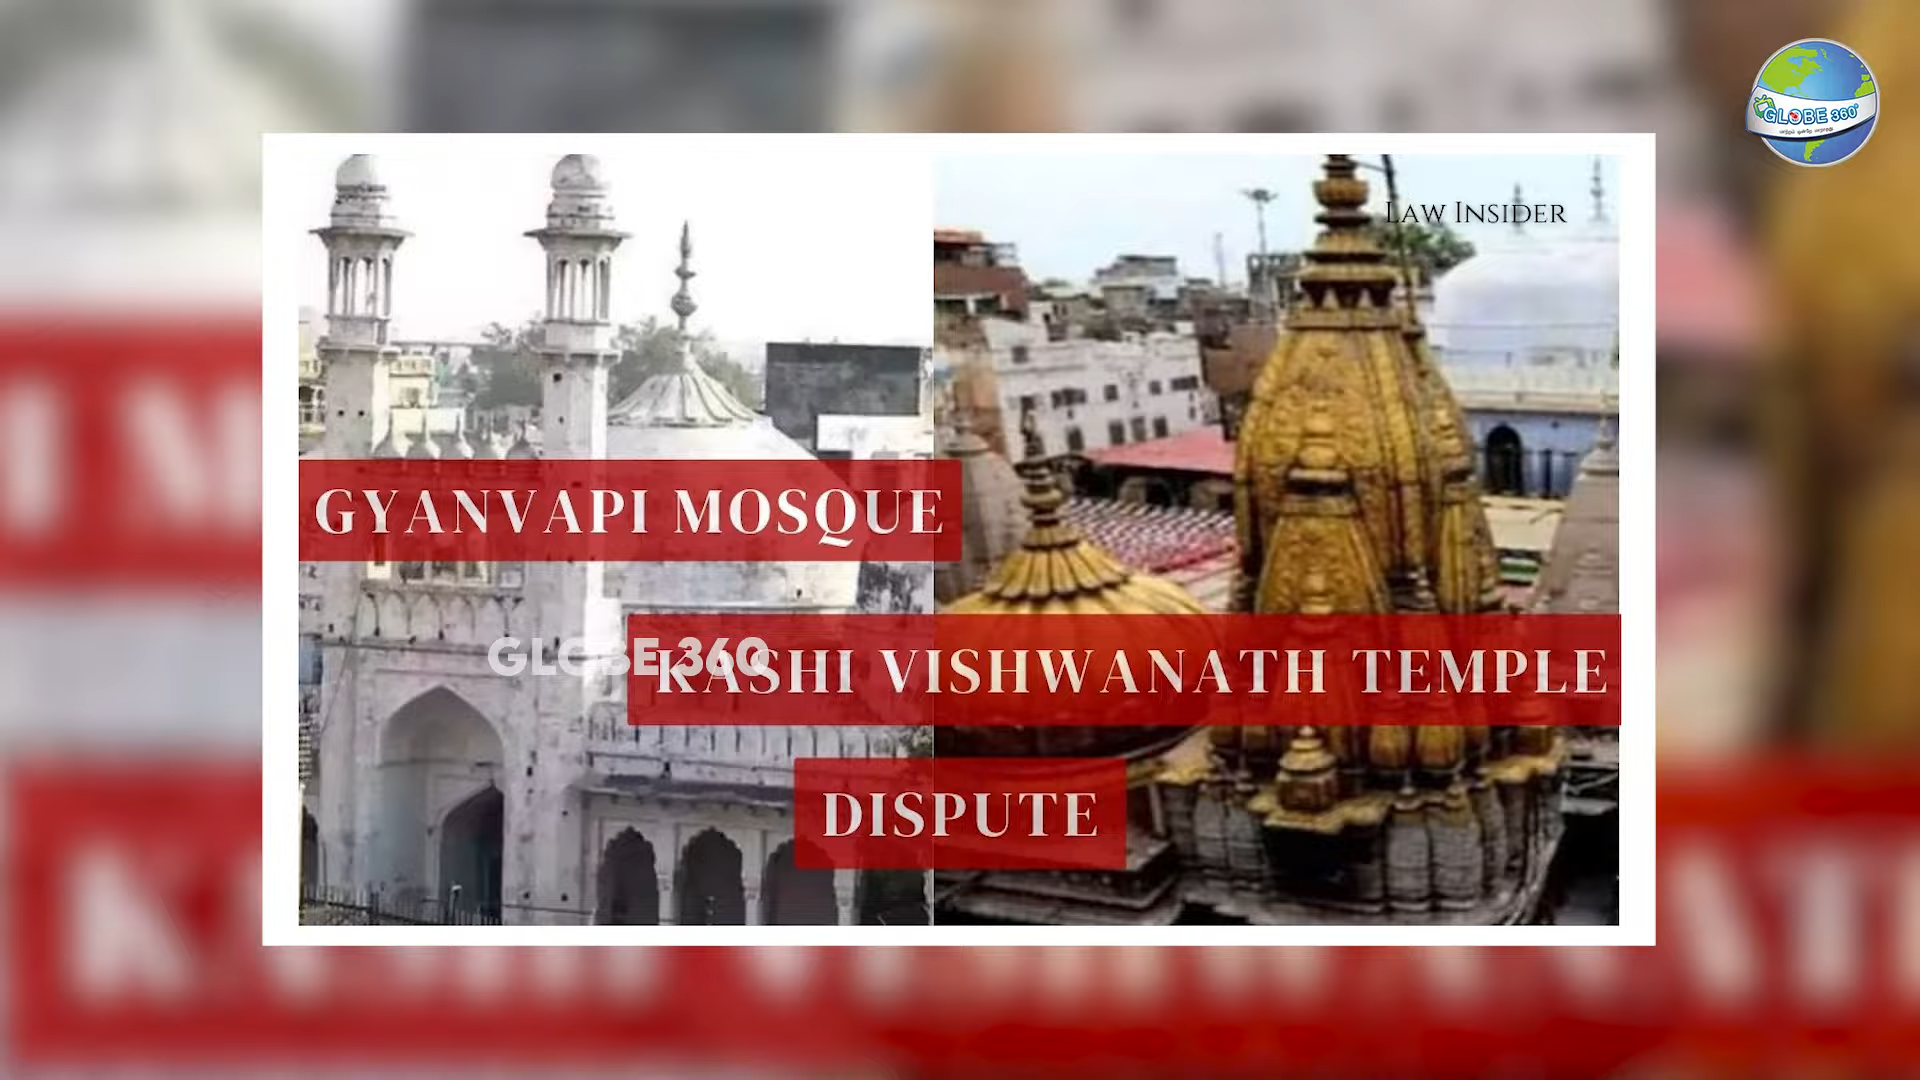 GLOBE 360°
LAW INSIDER
GYANVAPI MOSQUE
GLOBE 360
KASHI VISHWANATH TEMPLE
DISPUTE